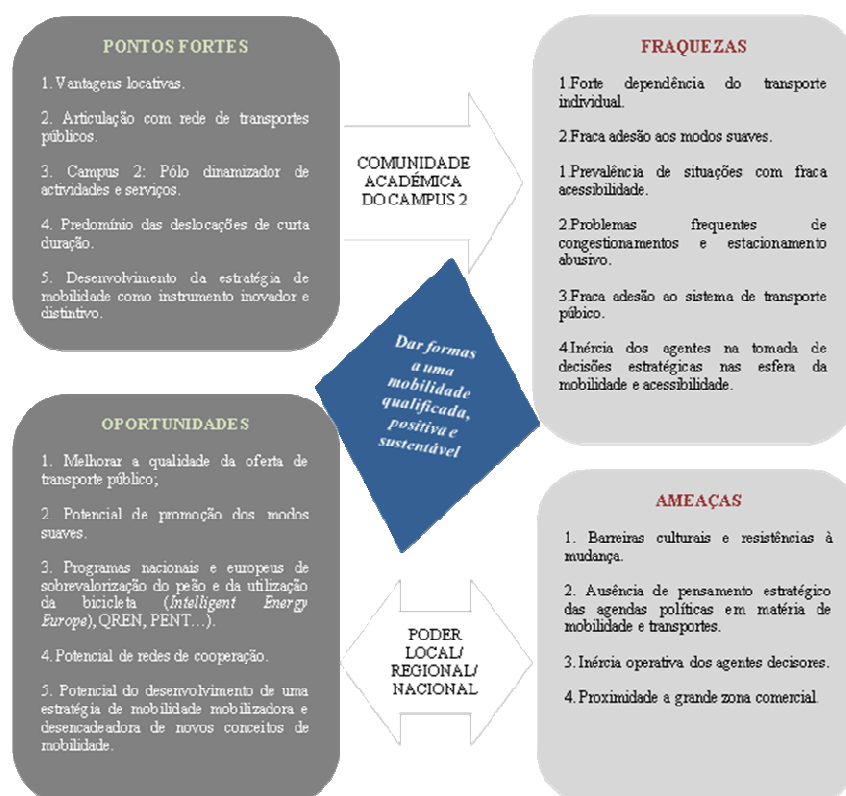 PONTOS FORTES
1. Vantagens locativas.
2. Articulação com rede de transportes
públicos.
3. Campus 2: Pólo dinamizador de
actividades e serviços.
4. Predomínio das deslocações de curta
duração.
5. Desenvolvimento da estratégia de
mobilidade como instrumento inovador e
distintivo.
COMUNIDADE
ACADÉMICA
DO CAMPUS 2
FRAQUEZAS
1.Forte dependência do transporte
individual.
2.Fraca adesão aos modos suaves.
1.Prevalência de situações com fraca
acessibilidade.
2.Problemas frequentes de
congestionamentos e estacionamento
abusivo.
3.Fraca adesão ao sistema de transporte
púbico.
4.Inércia dos agentes na tomada de
decisões estratégicas nas esfera da
mobilidade e acessibilidade.
Dar formas
a uma
mobilidade
qualificada,
positiva e
sustentável
OPORTUNIDADES
1. Melhorar a qualidade da oferta de
transporte público;
2. Potencial de promoção dos modos
suaves.
3. Programas nacionais e europeus de
sobrevalorização do peão e da utilização
da bicicleta (Intelligent Energy
Europe), QREN, PENT…).
4. Potencial de redes de cooperação.
5. Potencial do desenvolvimento de uma
estratégia de mobilidade mobilizadora e
desencadeadora de novos conceitos de
mobilidade.
PODER
LOCAL/
REGIONAL/
NACIONAL
AMEAÇAS
1. Barreiras culturais e resistências à
mudança.
2. Ausência de pensamento estratégico
das agendas políticas em matéria de
mobilidade e transportes.
3. Inércia operativa dos agentes decisores.
4. Proximidade a grande zona comercial.